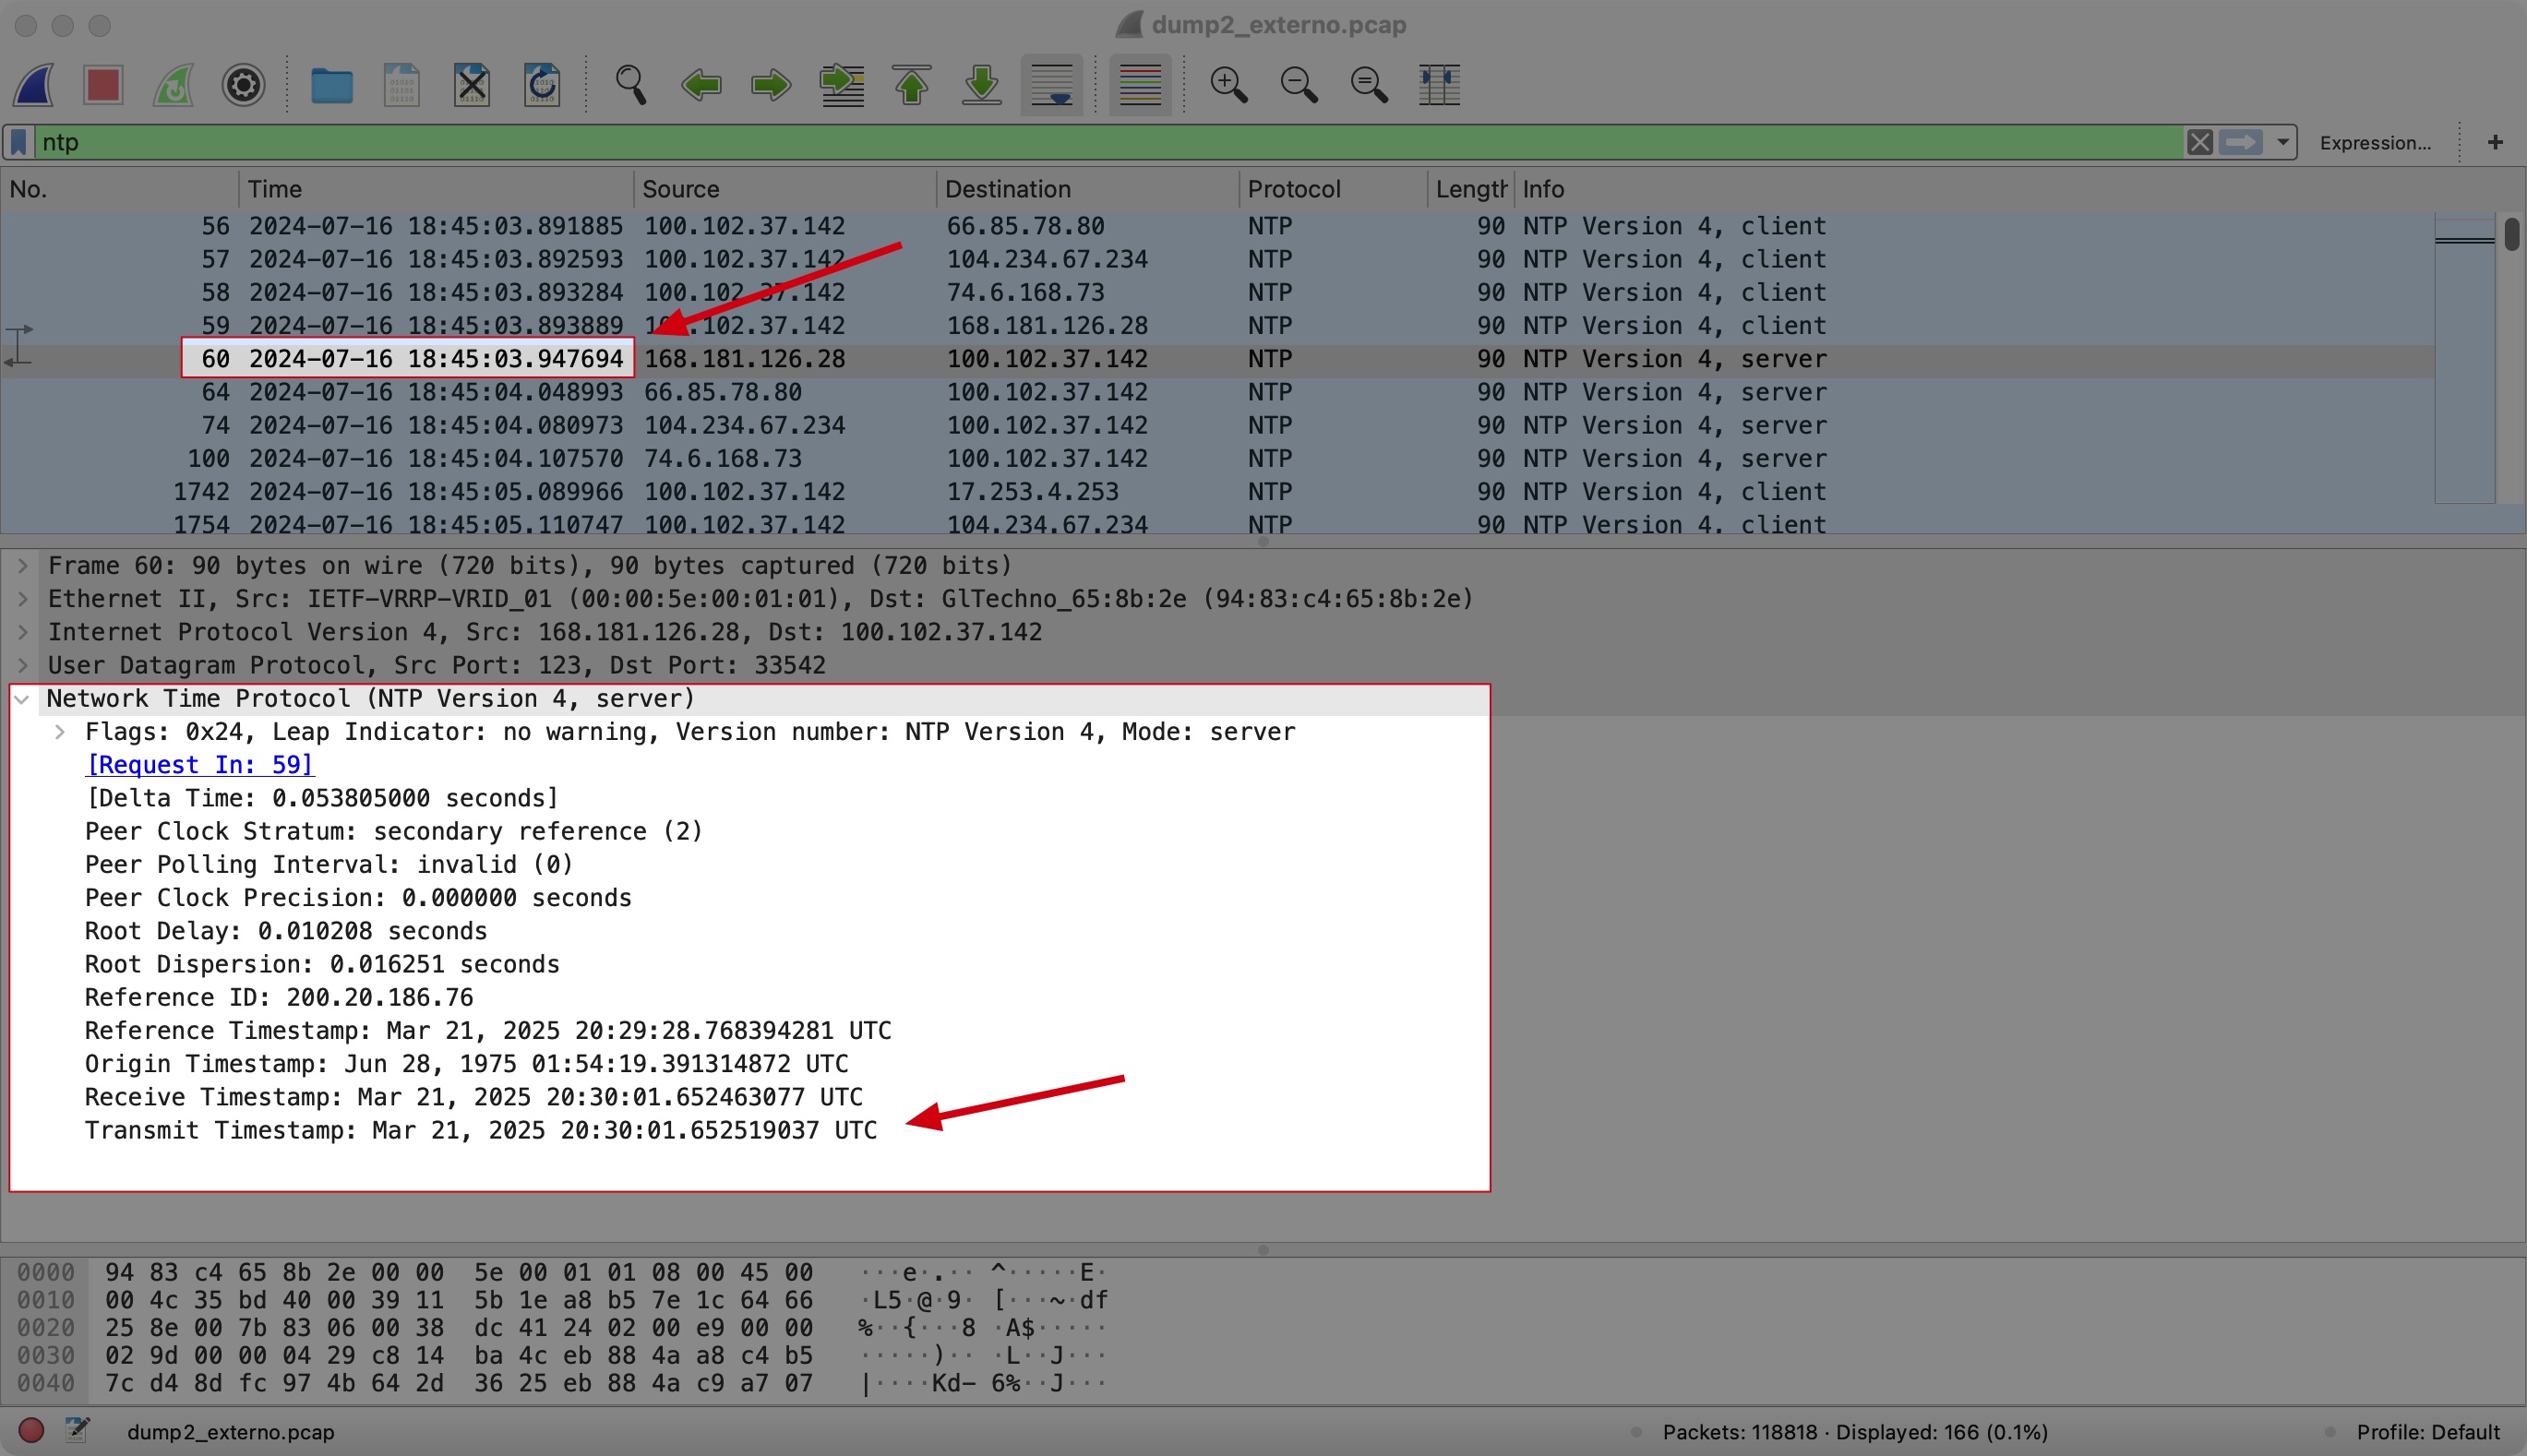 dump2_externo.pcap
ntp
Expression...
+
No. Time Source Destination Protocol Length Info
56 2024-07-16 18:45:03.891885 100.102.37.142 66.85.78.80 NTP 90 NTP Version 4, client
57 2024-07-16 18:45:03.892593 100.102.37.142 104.234.67.234 NTP 90 NTP Version 4, client
58 2024-07-16 18:45:03.893284 100.102.37.142 74.6.168.73 NTP 90 NTP Version 4, client
59 2024-07-16 18:45:03.893889 100.102.37.142 168.181.126.28 NTP 90 NTP Version 4, client
60 2024-07-16 18:45:03.947694 168.181.126.28 100.102.37.142 NTP 90 NTP Version 4, server
64 2024-07-16 18:45:04.048993 66.85.78.80 100.102.37.142 NTP 90 NTP Version 4, server
74 2024-07-16 18:45:04.080973 104.234.67.234 100.102.37.142 NTP 90 NTP Version 4, server
100 2024-07-16 18:45:04.107570 74.6.168.73 100.102.37.142 NTP 90 NTP Version 4, server
1742 2024-07-16 18:45:05.089966 100.102.37.142 17.253.4.253 NTP 90 NTP Version 4, client
1754 2024-07-16 18:45:05.110747 100.102.37.142 104.234.67.234 NTP 90 NTP Version 4, client
Frame 60: 90 bytes on wire (720 bits), 90 bytes captured (720 bits)
Ethernet II, Src: IETF-VRRP-VRID_01 (00:00:5e:00:01:01), Dst: GlTechno_65:8b:2e (94:83:c4:65:8b:2e)
Internet Protocol Version 4, Src: 168.181.126.28, Dst: 100.102.37.142
User Datagram Protocol, Src Port: 123, Dst Port: 33542
Network Time Protocol (NTP Version 4, server)
Flags: 0x24, Leap Indicator: no warning, Version number: NTP Version 4, Mode: server
[Request In: 59]
[Delta Time: 0.053805000 seconds]
Peer Clock Stratum: secondary reference (2)
Peer Polling Interval: invalid (0)
Peer Clock Precision: 0.000000 seconds
Root Delay: 0.010208 seconds
Root Dispersion: 0.016251 seconds
Reference ID: 200.20.186.76
Reference Timestamp: Mar 21, 2025 20:29:28.768394281 UTC
Origin Timestamp: Jun 28, 1975 01:54:19.391314872 UTC
Receive Timestamp: Mar 21, 2025 20:30:01.652463077 UTC
Transmit Timestamp: Mar 21, 2025 20:30:01.652519037 UTC
0000 94 83 c4 65 8b 2e 00 00 5e 00 01 01 08 00 45 00 ···e·.·· ^·····E·
0010 00 4c 35 bd 40 00 39 11 5b 1e a8 b5 7e 1c 64 66 ·L5·@·9· [···~·df
0020 25 8e 00 7b 83 06 00 38 dc 41 24 02 00 e9 00 00 %··{···8 ·A$·····
0030 02 9d 00 00 04 29 c8 14 ba 4c eb 88 4a a8 c4 b5 ·····)·· ·L··J···
0040 7c d4 8d fc 97 4b 64 2d 36 25 eb 88 4a c9 a7 07 |····Kd- 6%··J···
dump2_externo.pcap
Packets: 118818 · Displayed: 166 (0.1%)
Profile: Default